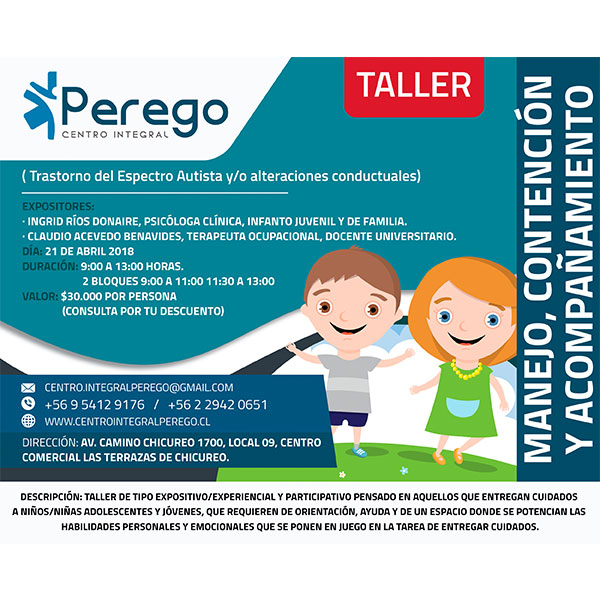 Perego
CENTRO INTEGRAL
TALLER
MANEJO, CONTENCIÓN
Y ACOMPAÑAMIENTO
( Trastorno del Espectro Autista y/o alteraciones conductuales)
EXPOSITORES:
· INGRID RÍOS DONAIRE, PSICÓLOGA CLÍNICA, INFANTO JUVENIL Y DE FAMILIA.
· CLAUDIO ACEVEDO BENAVIDES, TERAPEUTA OCUPACIONAL, DOCENTE UNIVERSITARIO.
DÍA: 21 DE ABRIL 2018
DURACIÓN: 9:00 A 13:00 HORAS.
2 BLOQUES 9:00 A 11:00 11:30 A 13:00
VALOR: $30.000 POR PERSONA
(CONSULTA POR TU DESCUENTO)
CENTRO.INTEGRALPEREGO@GMAIL.COM
+56 9 5412 9176 / +56 2 2942 0651
WWW.CENTROINTEGRALPEREGO.CL
DIRECCIÓN: AV. CAMINO CHICUREO 1700, LOCAL 09, CENTRO
COMERCIAL LAS TERRAZAS DE CHICUREO.
DESCRIPCIÓN: TALLER DE TIPO EXPOSITIVO/EXPERIENCIAL Y PARTICIPATIVO PENSADO EN AQUELLOS QUE ENTREGAN CUIDADOS
A NIÑOS/NIÑAS ADOLESCENTES Y JÓVENES, QUE REQUIEREN DE ORIENTACIÓN, AYUDA Y DE UN ESPACIO DONDE SE POTENCIAN LAS
HABILIDADES PERSONALES Y EMOCIONALES QUE SE PONEN EN JUEGO EN LA TAREA DE ENTREGAR CUIDADOS.